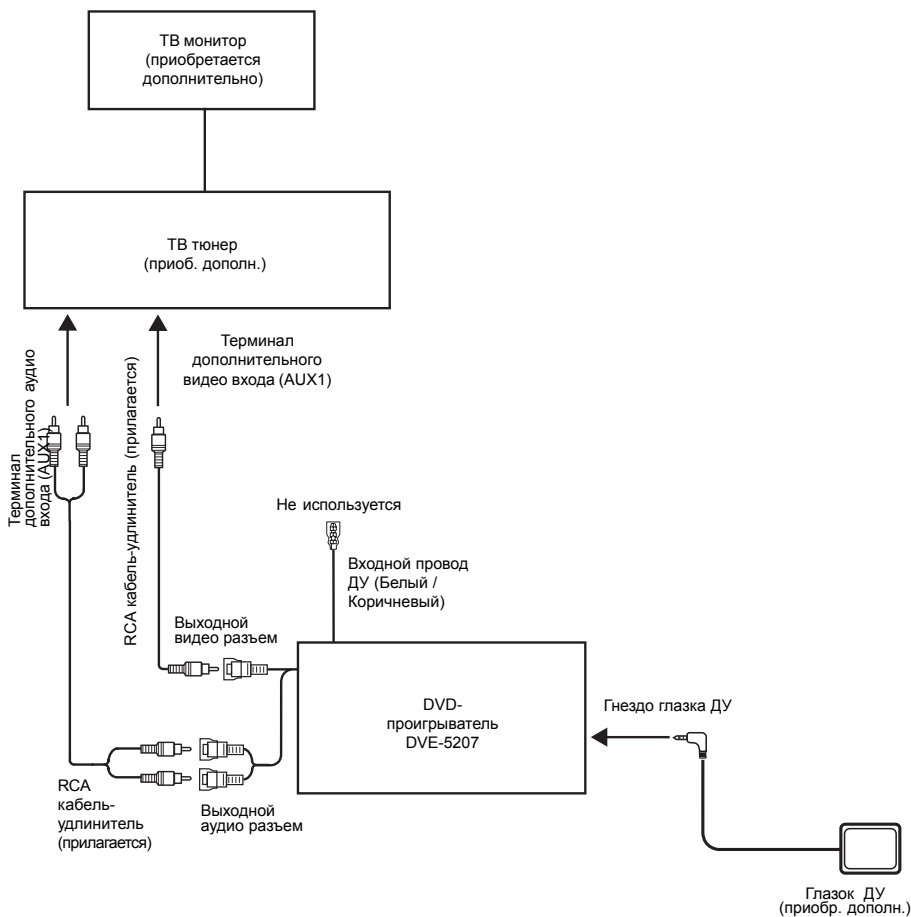 ТВ монитор
(приобретается
дополнительно)
ТВ тюнер
(приоб. дополн.)
Терминал
дополнительного
видео входа (AUX1)
Терминал
дополнительного аудио
входа (AUX1)
RCA кабель-удлинитель (прилагается)
Не используется
Входной провод
ДУ (Белый /
Коричневый)
Выходной
видео разъем
DVD-
проигрыватель
DVE-5207
Гнездо глазка ДУ
RCA
кабель-
удлинитель
(прилагается)
Выходной
аудио разъем
Глазок ДУ
(приобр. дополн.)